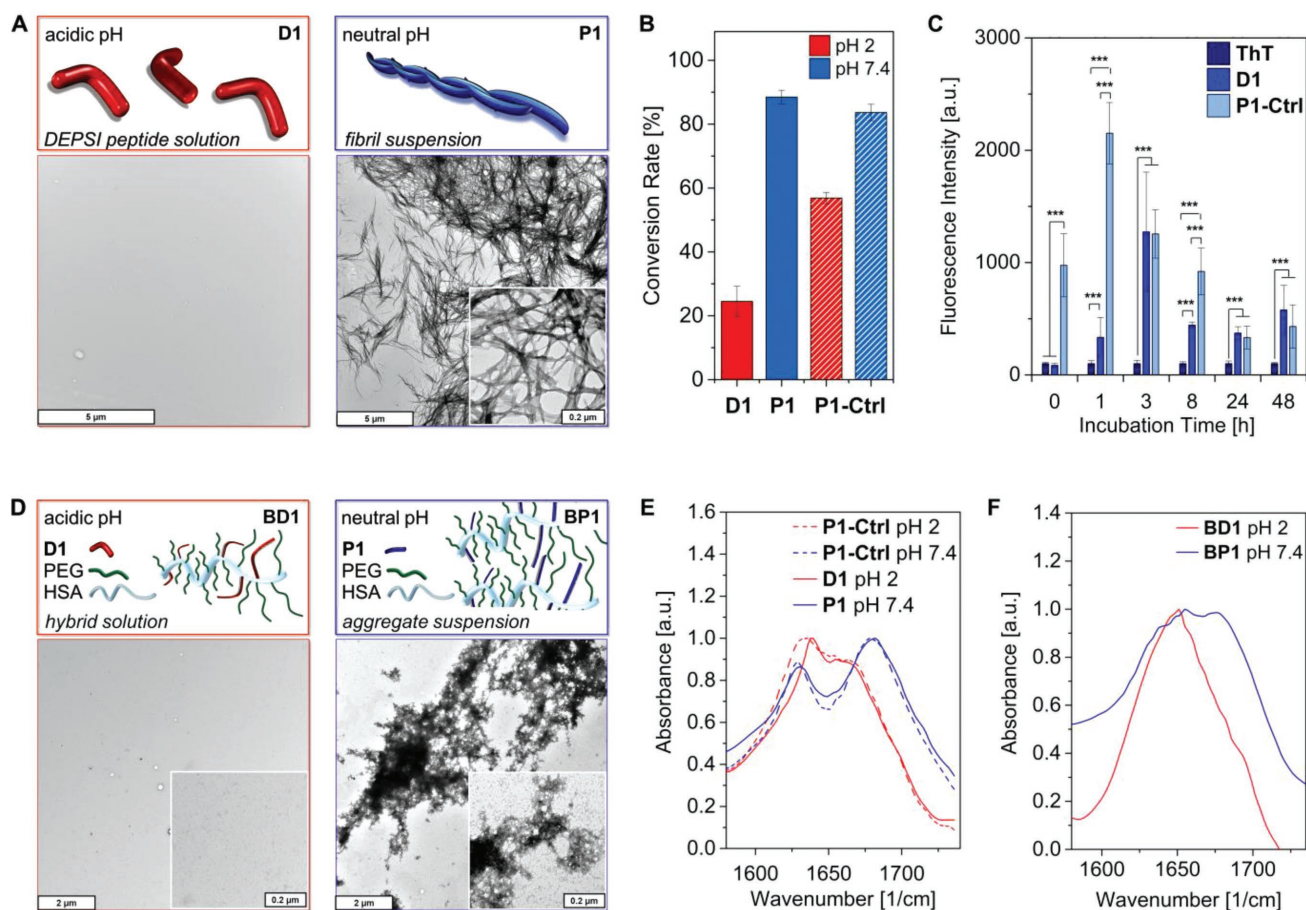 A
acidic pH D1
DEPSI peptide solution
5 µm
neutral pH P1
fibril suspension
5 µm
0.2 µm
B
Conversion Rate [%]
100
80
60
40
20
0
pH 2
pH 7.4
D1 P1 P1-Ctrl
C
Fluorescence Intensity [a.u.]
3000
2000
1000
0
ThT
D1
P1-Ctrl
***
***
***
***
***
***
***
***
***
***
0 1 3 8 24 48
Incubation Time [h]
D
acidic pH BD1
D1
PEG
HSA
hybrid solution
2 µm
0.2 µm
neutral pH BP1
P1
PEG
HSA
aggregate suspension
2 µm
0.2 µm
E
Absorbance [a.u.]
1.6
1.4
1.2
1.0
0.8
0.6
0.4
0.2
0.0
P1-Ctrl pH 2
P1-Ctrl pH 7.4
D1 pH 2
P1 pH 7.4
1600 1650 1700
Wavenumber [1/cm]
F
Absorbance [a.u.]
1.4
1.2
1.0
0.8
0.6
0.4
0.2
0.0
BD1 pH 2
BP1 pH 7.4
1600 1650 1700
Wavenumber [1/cm]